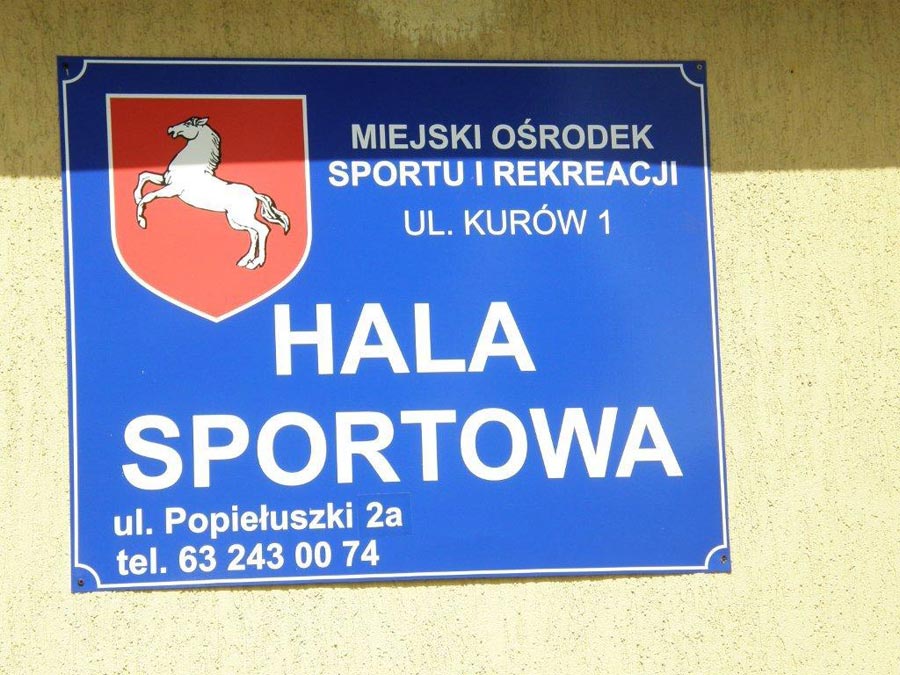 MIEJSKI OŚRODEK
SPORTU I REKREACJI
UL. KURÓW 1
HALA
SPORTOWA
ul. Popiełuszki 2a
tel. 63 243 00 74